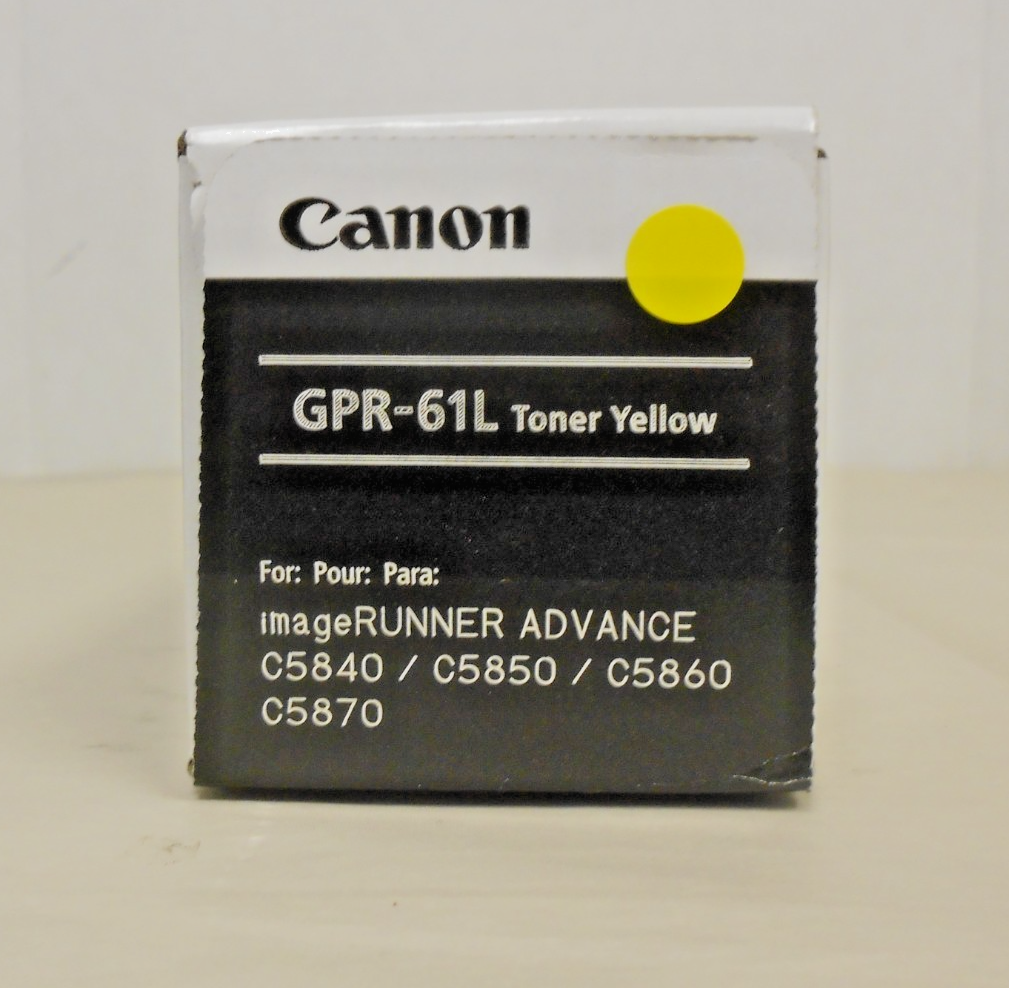 Canon
GPR-61L Toner Yellow
For: Pour: Para:
imageRUNNER ADVANCE
C5840 / C5850 / C5860
C5870